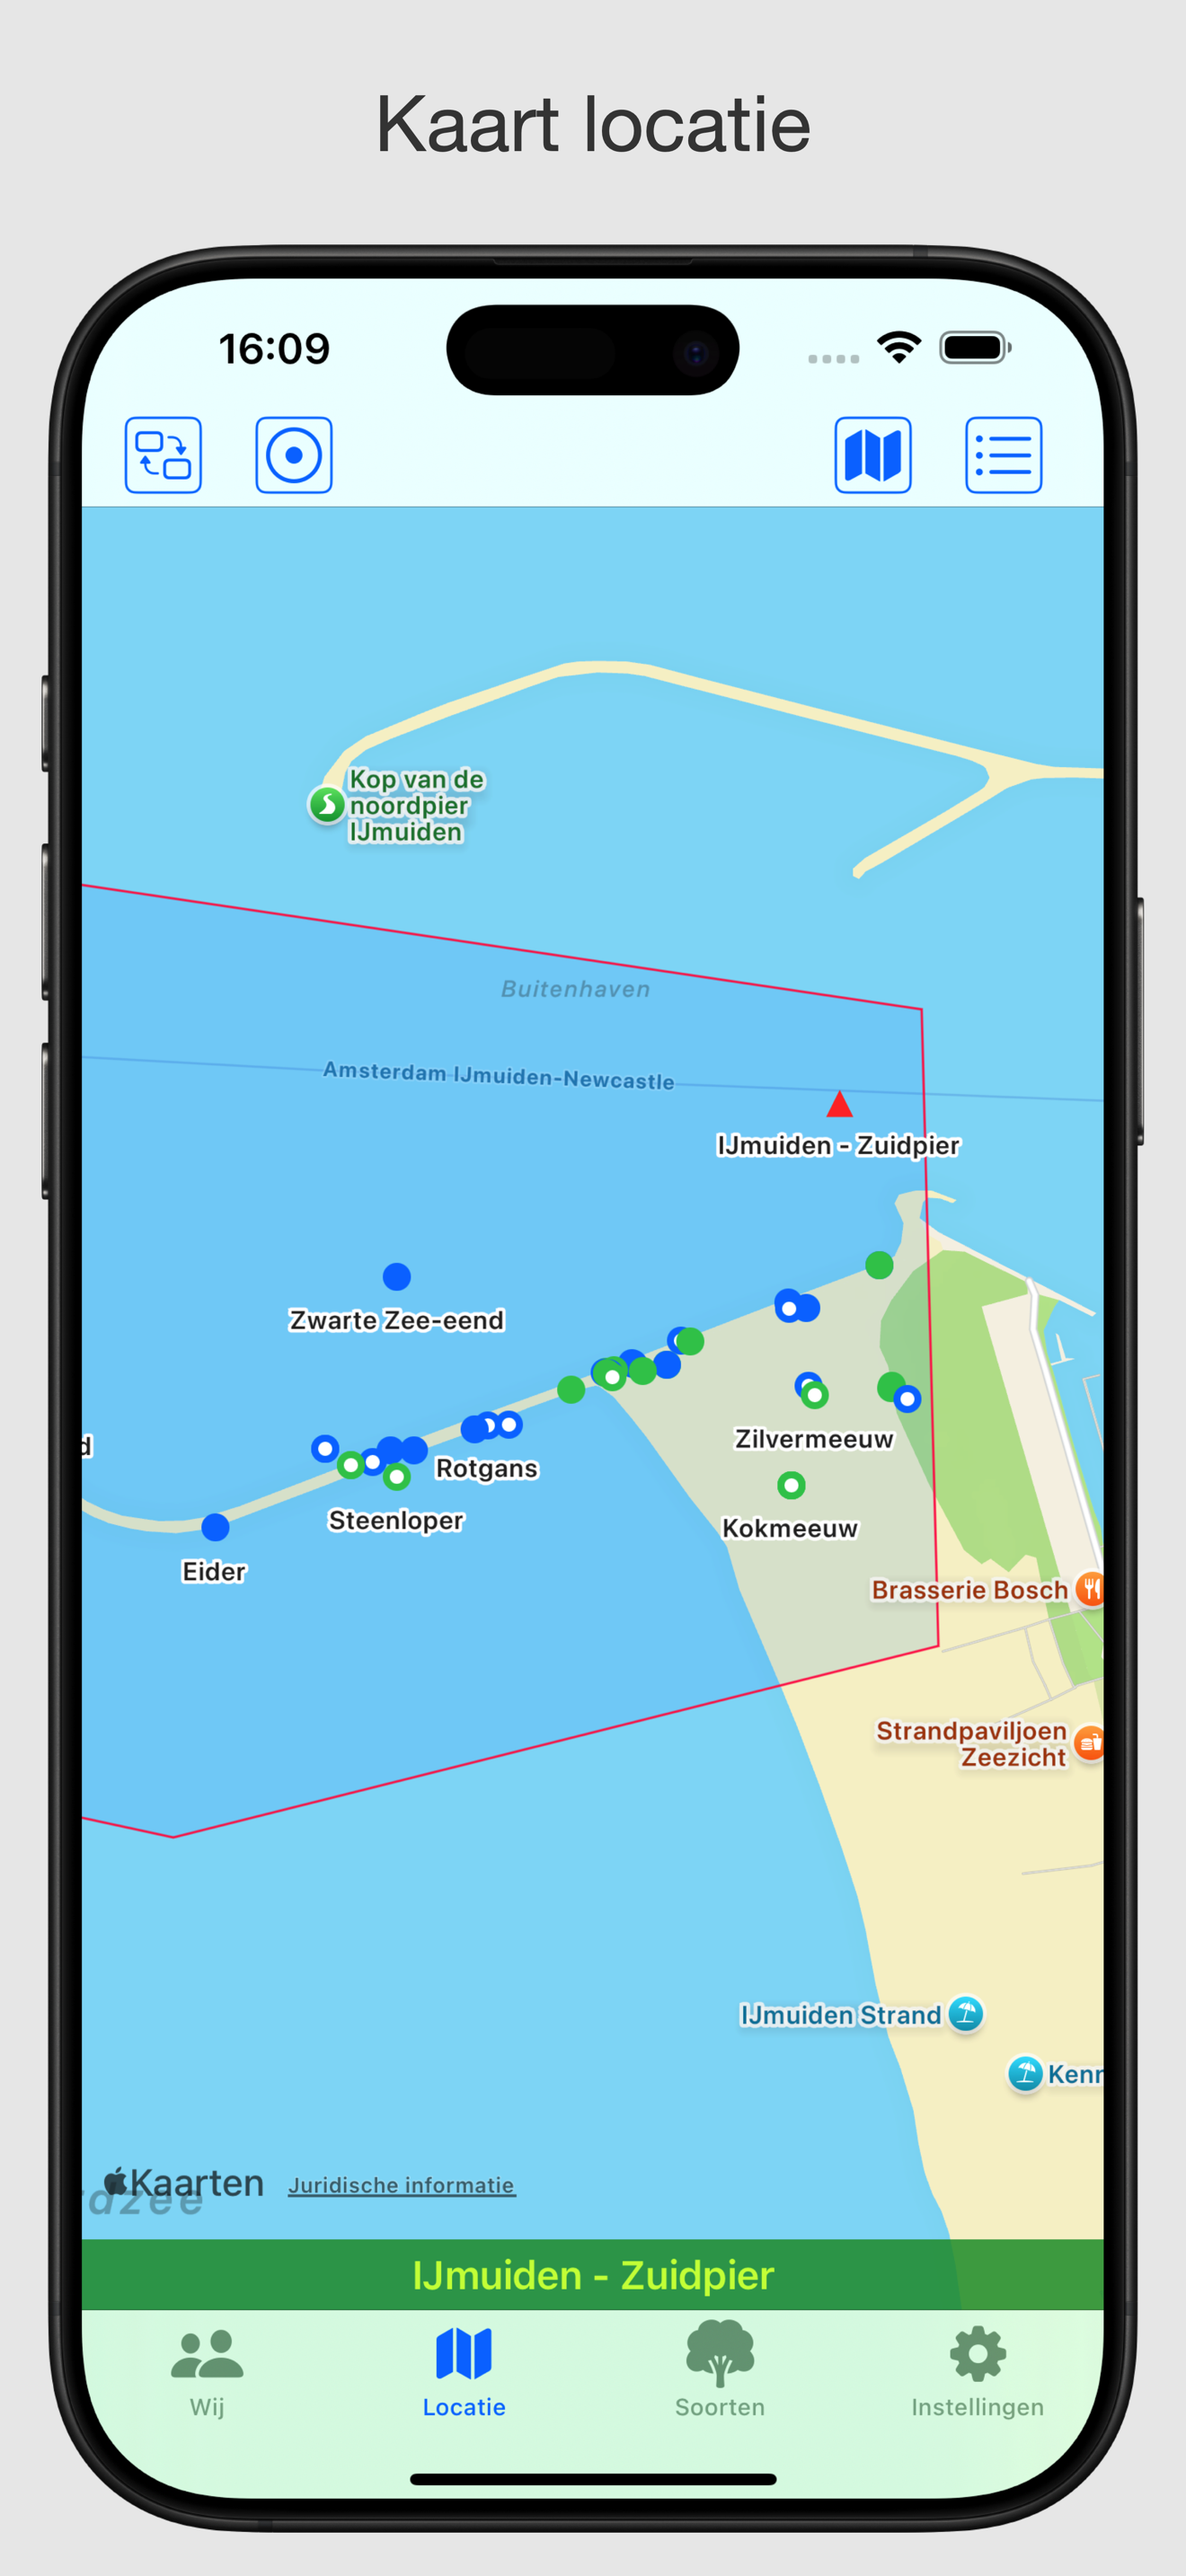 Kaart locatie
16:09
Kop van de
noordpier
IJmuiden
Buitenhaven
Amsterdam IJmuiden-Newcastle
IJmuiden - Zuidpier
Zwarte Zee-eend
Zilvermeeuw
d
Rotgans
Steenloper
Kokmeeuw
Eider
Brasserie Bosch
Strandpaviljoen
Zeezicht
IJmuiden Strand
Kenn
Kaarten
Juridische informatie
dzee
IJmuiden - Zuidpier
Wij
Locatie
Soorten
Instellingen